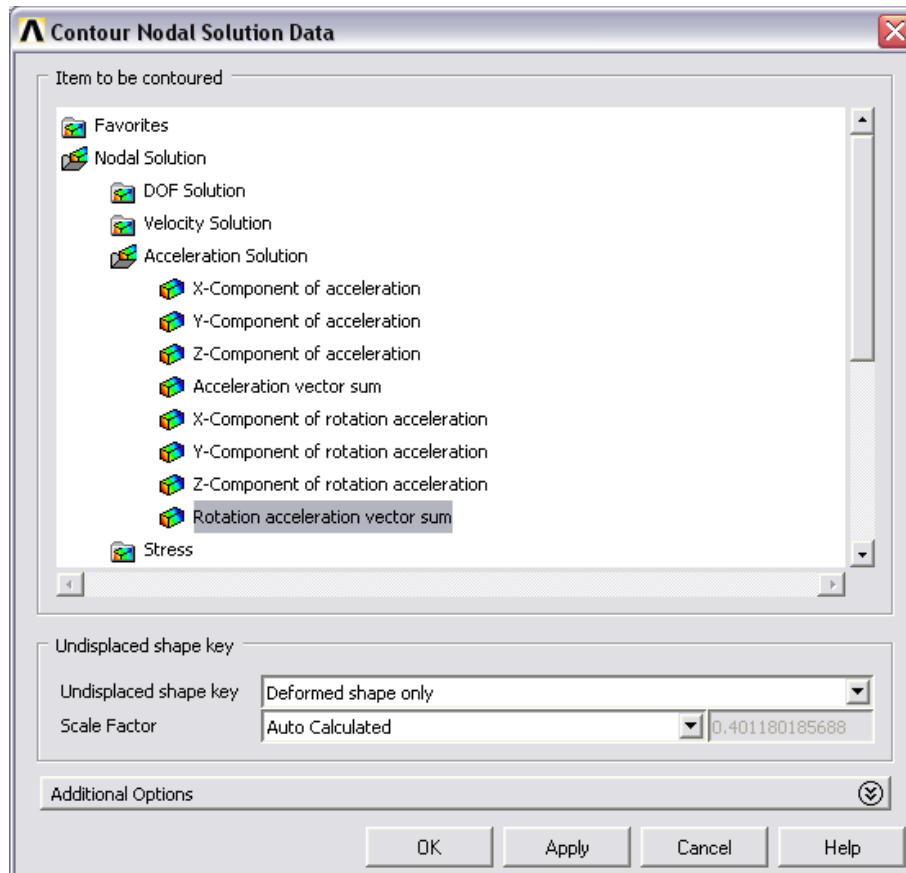 Contour Nodal Solution Data
Item to be contoured
Favorites
Nodal Solution
DOF Solution
Velocity Solution
Acceleration Solution
X-Component of acceleration
Y-Component of acceleration
Z-Component of acceleration
Acceleration vector sum
X-Component of rotation acceleration
Y-Component of rotation acceleration
Z-Component of rotation acceleration
Rotation acceleration vector sum
Stress
Undisplaced shape key
Undisplaced shape key Deformed shape only
Scale Factor Auto Calculated 0.401180185688
Additional Options
OK Apply Cancel Help